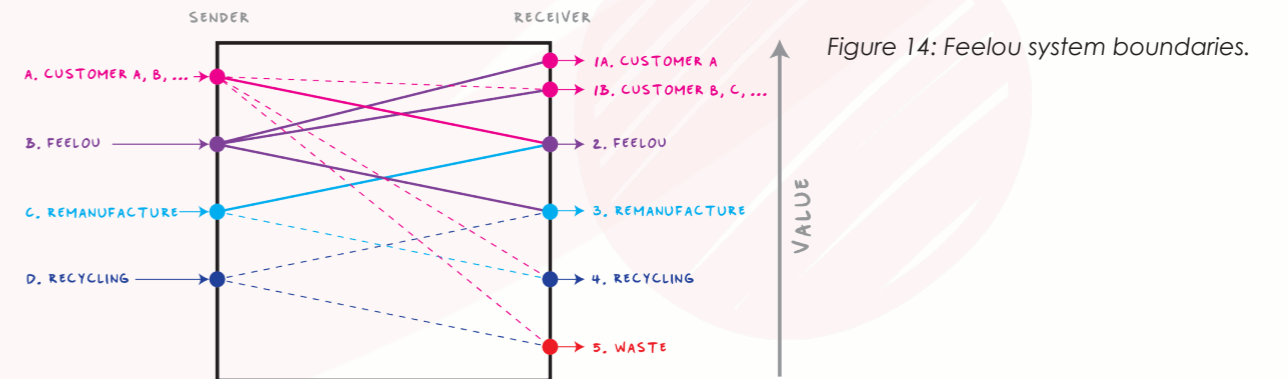 SENDER
RECEIVER
Figure 14: Feelou system boundaries.
A. CUSTOMER A, B, ...
1A. CUSTOMER A
1B. CUSTOMER B, C, ...
B. FEELOU
2. FEELOU
C. REMANUFACTURE
3. REMANUFACTURE
VALUE
D. RECYCLING
4. RECYCLING
5. WASTE